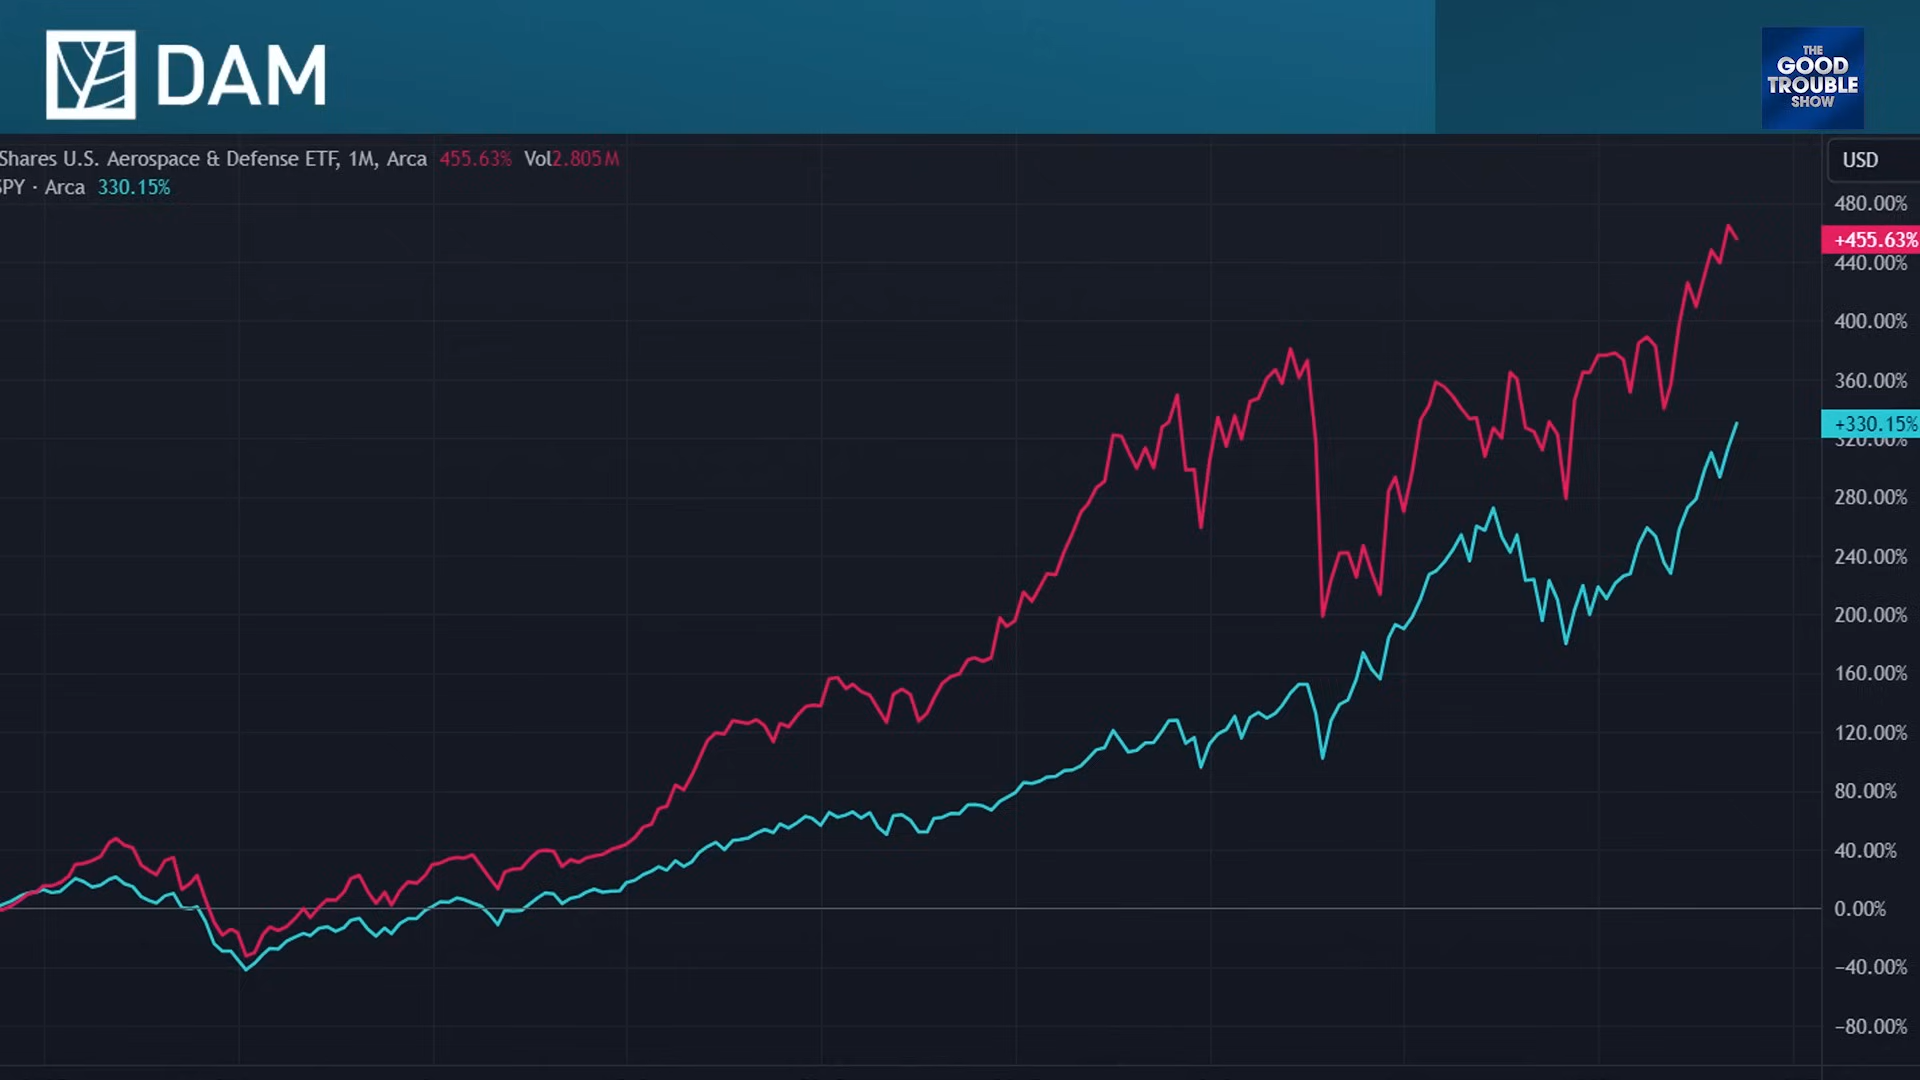 DAM
THE
GOOD
TROUBLE
SHOW
Shares U.S. Aerospace & Defense ETF, 1M, Arca 455.63% Vol2.805M
PY · Arca 330.15%
USD
480.00%
+455.63%
440.00%
400.00%
360.00%
+330.15%
320.00%
280.00%
240.00%
200.00%
160.00%
120.00%
80.00%
40.00%
0.00%
−40.00%
−80.00%